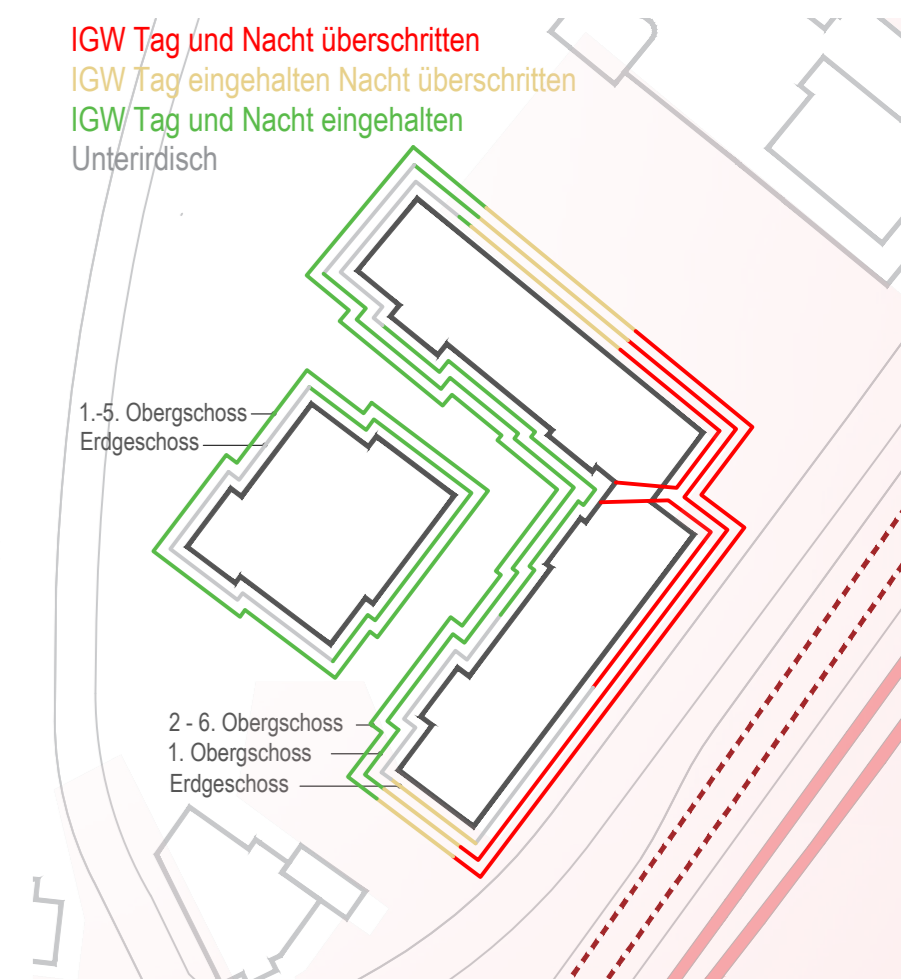 IGW Tag und Nacht überschritten
IGW Tag eingehalten Nacht überschritten
IGW Tag und Nacht eingehalten
Unterirdisch
1.-5. Obergschoss
Erdgeschoss
2 - 6. Obergschoss
1. Obergschoss
Erdgeschoss